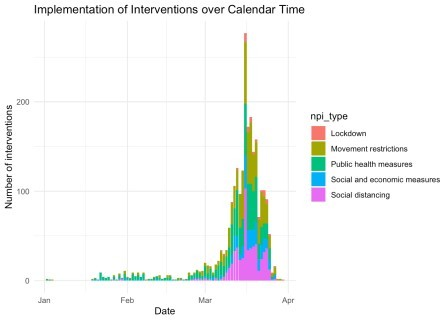 Implementation of Interventions over Calendar Time
Number of interventions
200
100
0
Jan
Feb
Mar
Apr
Date
npi_type
Lockdown
Movement restrictions
Public health measures
Social and economic measures
Social distancing